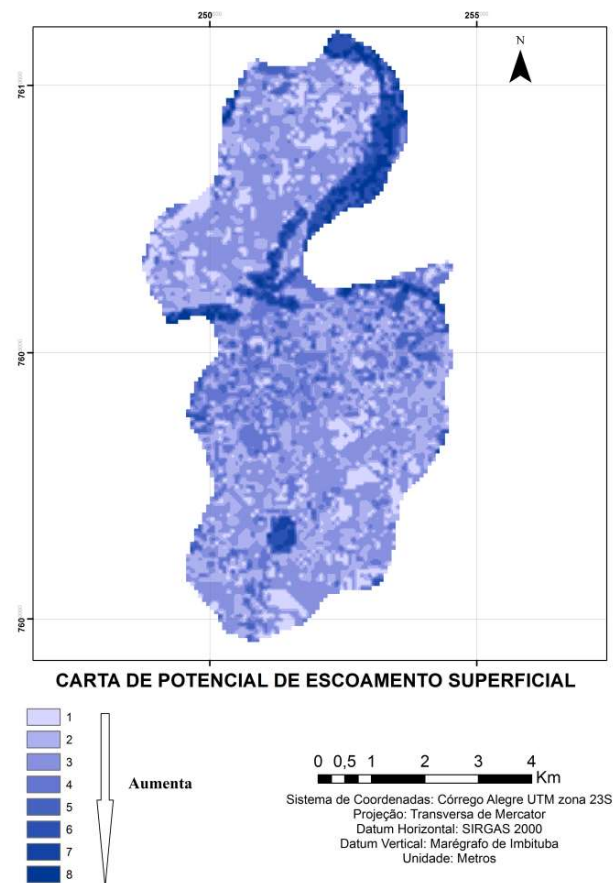 250000
255000
N
761
760
760
CARTA DE POTENCIAL DE ESCOAMENTO SUPERFICIAL
1
2
3
4
5
6
7
8
Aumenta
0 0,5 1 2 3 4
Km
Sistema de Coordenadas: Córrego Alegre UTM zona 23S
Projeção: Transversa de Mercator
Datum Horizontal: SIRGAS 2000
Datum Vertical: Marégrafo de Imbituba
Unidade: Metros